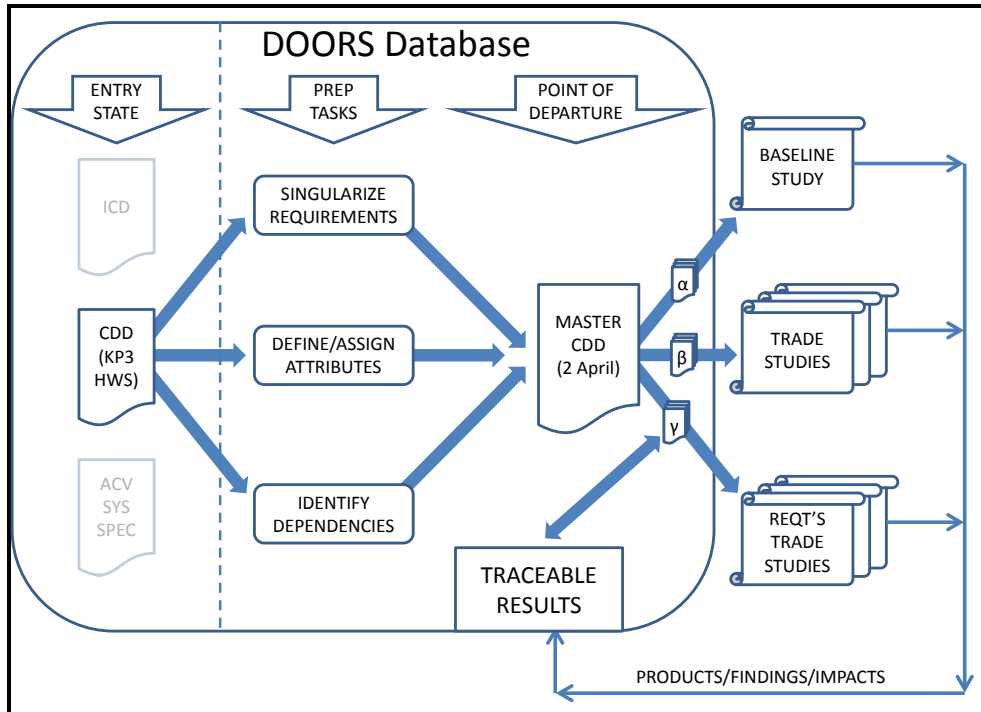 DOORS Database
ENTRY
STATE
PREP
TASKS
POINT OF
DEPARTURE
ICD
CDD
(KP3
HWS)
ACV
SYS
SPEC
SINGULARIZE
REQUIREMENTS
DEFINE/ASSIGN
ATTRIBUTES
IDENTIFY
DEPENDENCIES
MASTER
CDD
(2 April)
α
β
γ
BASELINE
STUDY
TRADE
STUDIES
REQT'S
TRADE
STUDIES
TRACEABLE
RESULTS
PRODUCTS/FINDINGS/IMPACTS